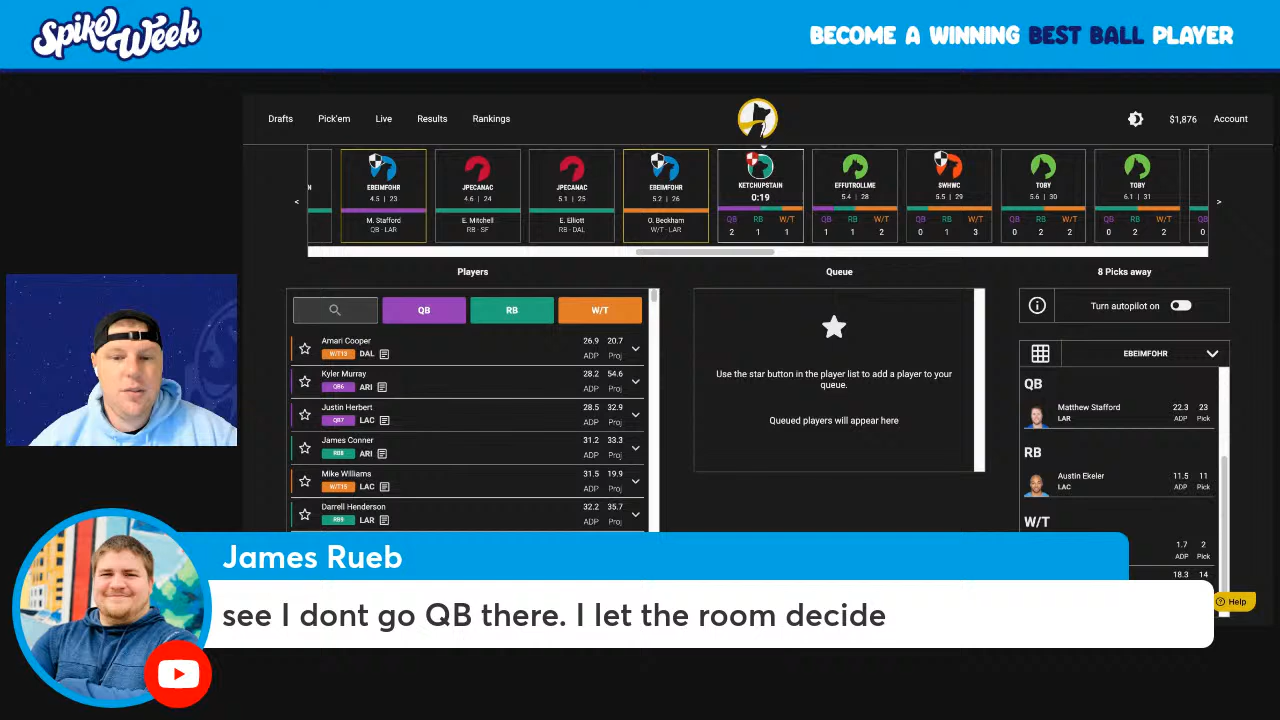 Spike Week
BECOME A WINNING BEST BALL PLAYER
Drafts Pick'em Live Results Rankings
$1,876 Account
<
N
EBEIMFOHR
4.5 | 23
M. Stafford
QB - LAR
JPECANAC
4.6 | 24
E. Mitchell
RB - SF
JPECANAC
5.1 | 25
E. Elliott
RB - DAL
EBEIMFOHR
5.2 | 26
O. Beckham
W/T - LAR
KETCHUPSTAIN
0:19
QB RB W/T
2 1 1
EFFUTROLLME
5.4 | 28
QB RB W/T
1 1 2
SWHWC
5.5 | 29
QB RB W/T
0 1 3
TOBY
5.6 | 30
QB RB W/T
0 2 2
TOBY
6.1 | 31
QB RB W/T
0 2 2
QB
0
>
Players
QB RB W/T
Amari Cooper 26.9 20.7
W/T13 DAL ADP Proj
Kyler Murray 28.2 54.6
QB6 ARI ADP Proj
Justin Herbert 28.5 32.9
QB7 LAC ADP Proj
James Conner 31.2 33.3
RB8 ARI ADP Proj
Mike Williams 31.5 19.9
W/T15 LAC ADP Proj
Darrell Henderson 32.2 35.7
RB9 LAR ADP Proj
Queue
Use the star button in the player list to add a player to your
queue.
Queued players will appear here
8 Picks away
Turn autopilot on
EBEIMFOHR
QB
Matthew Stafford 22.3 23
LAR ADP Pick
RB
Austin Ekeler 11.5 11
LAC ADP Pick
W/T
1.7 2
ADP Pick
18.3 14
Help
James Rueb
see I dont go QB there. I let the room decide